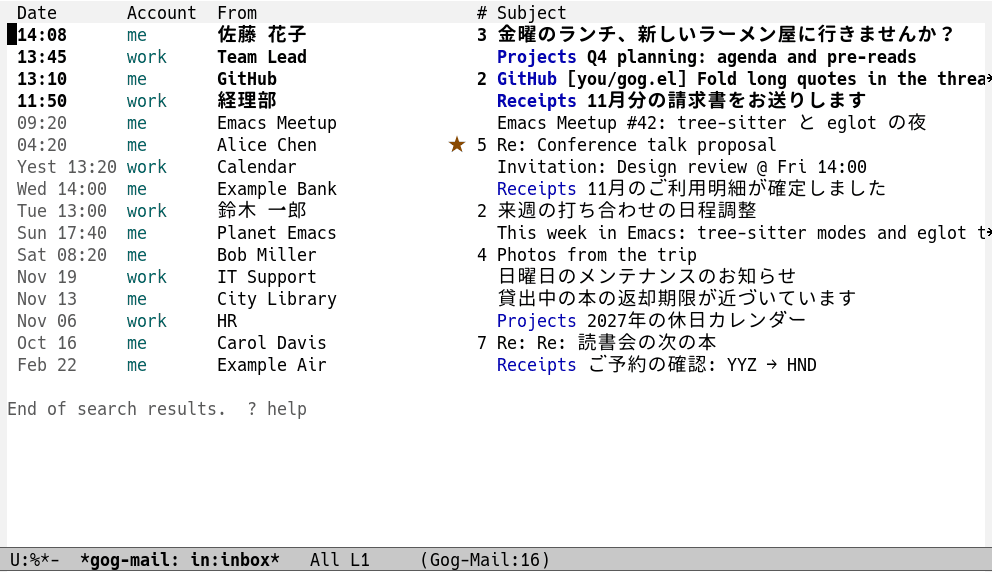 Date Account From # Subject
14:08 me 佐藤 花子 3 金曜のランチ、新しいラーメン屋に行きませんか？
13:45 work Team Lead Projects Q4 planning: agenda and pre-reads
13:10 me GitHub 2 GitHub [you/gog.el] Fold long quotes in the threa
11:50 work 経理部 Receipts 11月分の請求書をお送りします
09:20 me Emacs Meetup Emacs Meetup #42: tree-sitter と eglot の夜
04:20 me Alice Chen ★ 5 Re: Conference talk proposal
Yest 13:20 work Calendar Invitation: Design review @ Fri 14:00
Wed 14:00 me Example Bank Receipts 11月のご利用明細が確定しました
Tue 13:00 work 鈴木 一郎 2 来週の打ち合わせの日程調整
Sun 17:40 me Planet Emacs This week in Emacs: tree-sitter modes and eglot t
Sat 08:20 me Bob Miller 4 Photos from the trip
Nov 19 work IT Support 日曜日のメンテナンスのお知らせ
Nov 13 me City Library 貸出中の本の返却期限が近づいています
Nov 06 work HR Projects 2027年の休日カレンダー
Oct 16 me Carol Davis 7 Re: Re: 読書会の次の本
Feb 22 me Example Air Receipts ご予約の確認: YYZ → HND
End of search results. ? help
U:%*- *gog-mail: in:inbox* All L1 (Gog-Mail:16)